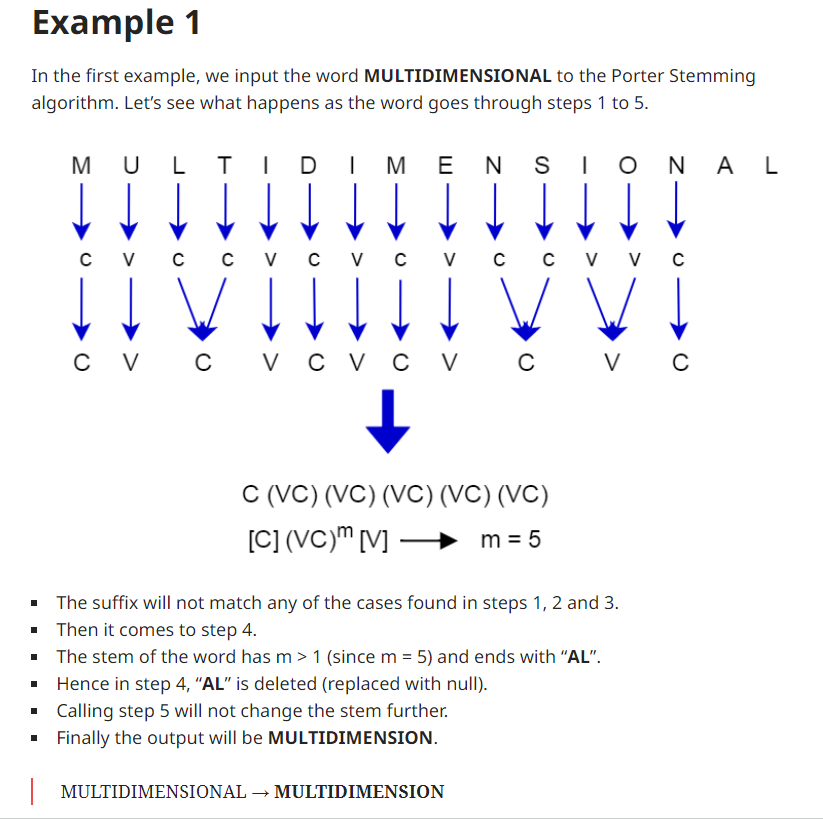 Example 1
In the first example, we input the word MULTIDIMENSIONAL to the Porter Stemming
algorithm. Let’s see what happens as the word goes through steps 1 to 5.
M U L T I D I M E N S I O N A L
C V C C V C V C V C C V V C
C V C V C V C V C V C
C (VC) (VC) (VC) (VC) (VC)
[C] (VC)m [V] → m = 5
▪ The suffix will not match any of the cases found in steps 1, 2 and 3.
▪ Then it comes to step 4.
▪ The stem of the word has m > 1 (since m = 5) and ends with “AL”.
▪ Hence in step 4, “AL” is deleted (replaced with null).
▪ Calling step 5 will not change the stem further.
▪ Finally the output will be MULTIDIMENSION.
MULTIDIMENSIONAL → MULTIDIMENSION